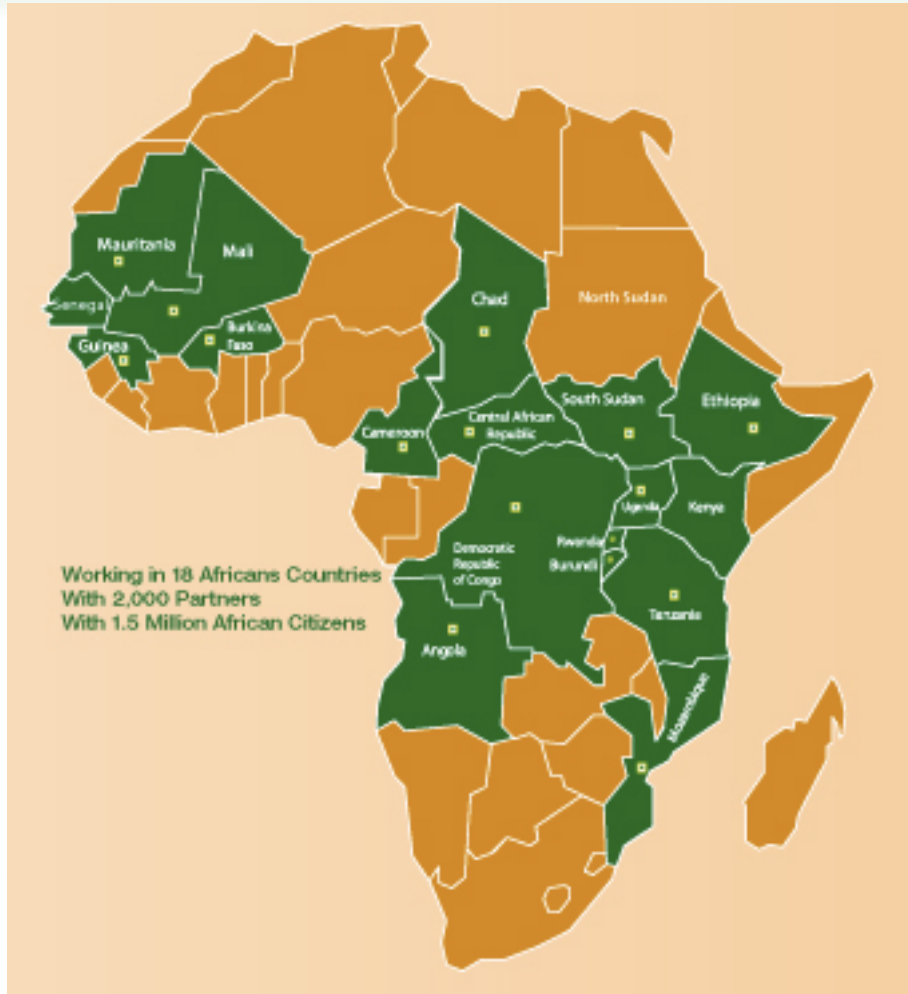 Mauritania
Mali
Senegal
Guinea
Burkina
Faso
Chad
North Sudan
Cameroon
Central African
Republic
South Sudan
Ethiopia
Uganda
Kenya
Rwanda
Burundi
Democratic
Republic
of Congo
Tanzania
Angola
Mozambique
Working in 18 Africans Countries
With 2,000 Partners
With 1.5 Million African Citizens